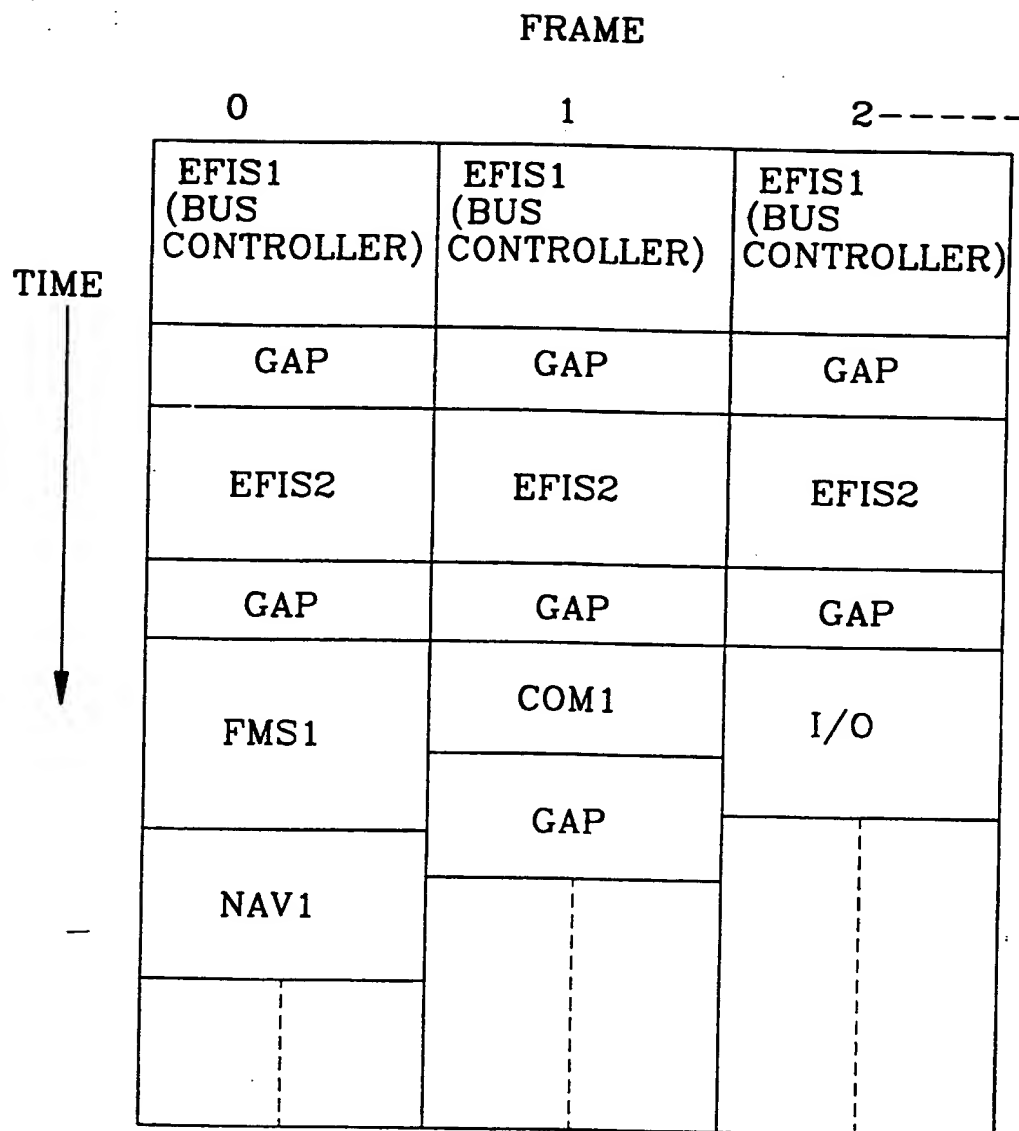 FRAME
0 1 2-----
EFIS1 EFIS1 EFIS1
(BUS (BUS (BUS
CONTROLLER) CONTROLLER) CONTROLLER)
TIME
GAP GAP GAP
EFIS2 EFIS2 EFIS2
GAP GAP GAP
FMS1 COM1 I/O
GAP
NAV1